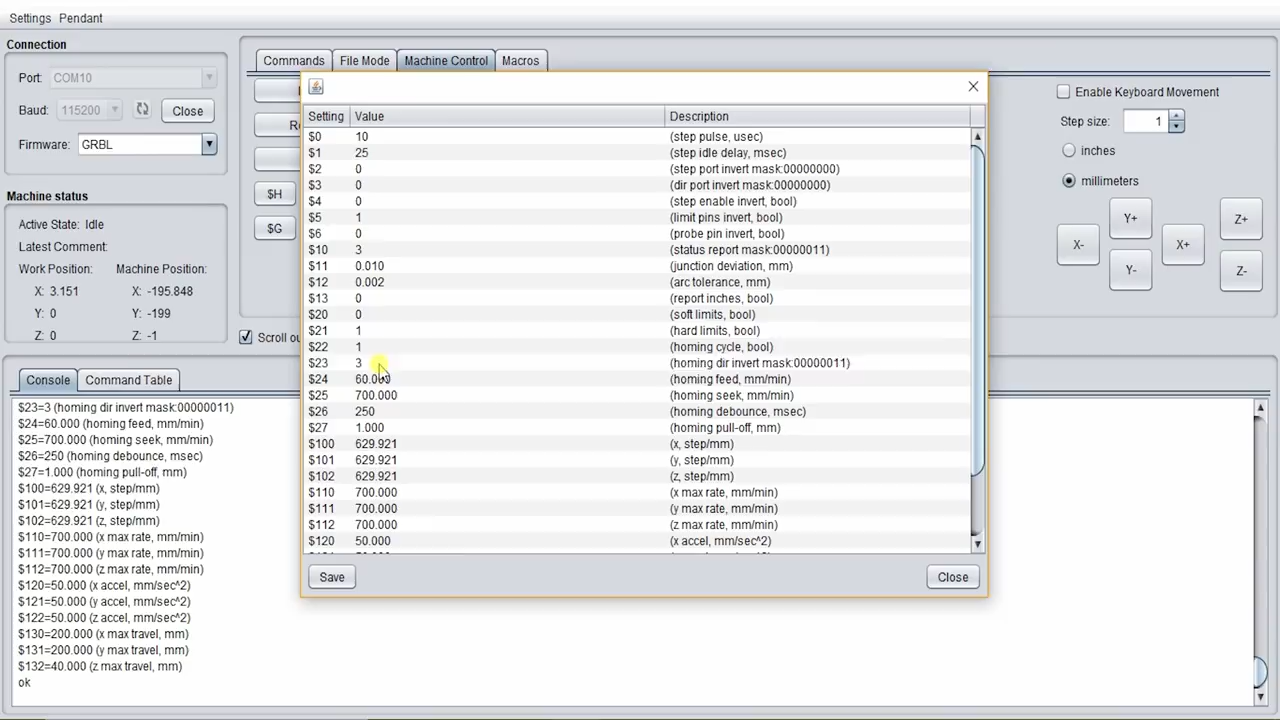 Settings Pendant
Connection
Port: COM10
Baud: 115200 Close
Firmware: GRBL
Machine status
Active State: Idle
Latest Comment:
Work Position: Machine Position:
X: 3.151 X: -195.848
Y: 0 Y: -199
Z: 0 Z: -1
Commands File Mode Machine Control Macros
$H
$G
Scroll ou
Setting Value Description
$0 10 (step pulse, usec)
$1 25 (step idle delay, msec)
$2 0 (step port invert mask:00000000)
$3 0 (dir port invert mask:00000000)
$4 0 (step enable invert, bool)
$5 1 (limit pins invert, bool)
$6 0 (probe pin invert, bool)
$10 3 (status report mask:00000011)
$11 0.010 (junction deviation, mm)
$12 0.002 (arc tolerance, mm)
$13 0 (report inches, bool)
$20 0 (soft limits, bool)
$21 1 (hard limits, bool)
$22 1 (homing cycle, bool)
$23 3 (homing dir invert mask:00000011)
$24 60.000 (homing feed, mm/min)
$25 700.000 (homing seek, mm/min)
$26 250 (homing debounce, msec)
$27 1.000 (homing pull-off, mm)
$100 629.921 (x, step/mm)
$101 629.921 (y, step/mm)
$102 629.921 (z, step/mm)
$110 700.000 (x max rate, mm/min)
$111 700.000 (y max rate, mm/min)
$112 700.000 (z max rate, mm/min)
$120 50.000 (x accel, mm/sec^2)
Save Close
Enable Keyboard Movement
Step size: 1
inches
millimeters
Y+ Z+
X- X+
Y- Z-
Console Command Table
$23=3 (homing dir invert mask:00000011)
$24=60.000 (homing feed, mm/min)
$25=700.000 (homing seek, mm/min)
$26=250 (homing debounce, msec)
$27=1.000 (homing pull-off, mm)
$100=629.921 (x, step/mm)
$101=629.921 (y, step/mm)
$102=629.921 (z, step/mm)
$110=700.000 (x max rate, mm/min)
$111=700.000 (y max rate, mm/min)
$112=700.000 (z max rate, mm/min)
$120=50.000 (x accel, mm/sec^2)
$121=50.000 (y accel, mm/sec^2)
$122=50.000 (z accel, mm/sec^2)
$130=200.000 (x max travel, mm)
$131=200.000 (y max travel, mm)
$132=40.000 (z max travel, mm)
ok